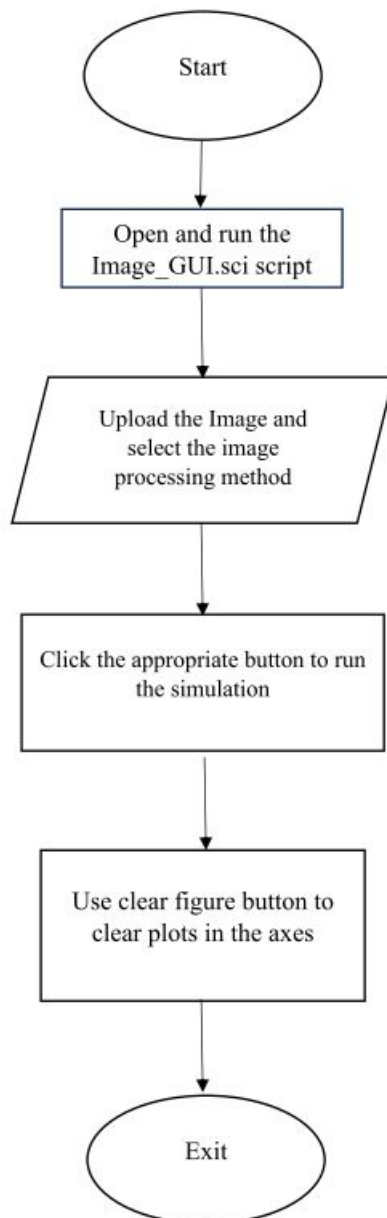 Start
Open and run the
Image_GUI.sci script
Upload the Image and
select the image
processing method
Click the appropriate button to run
the simulation
Use clear figure button to
clear plots in the axes
Exit